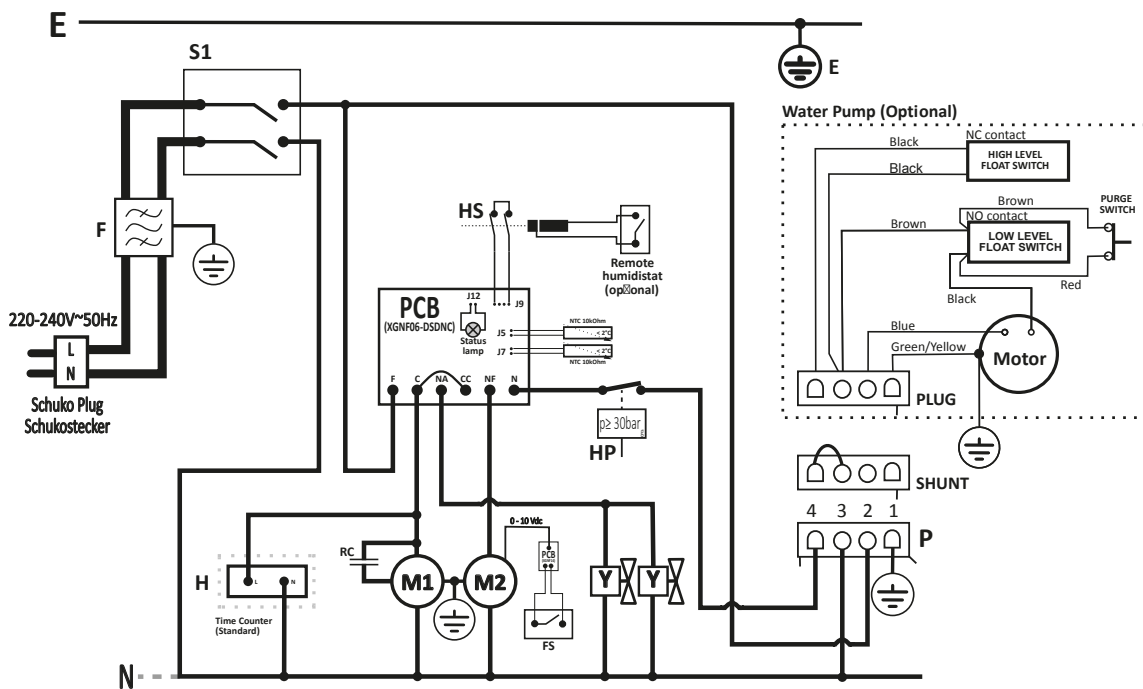 E
S1
E
Water Pump (Optional)
NC contact
Black
HIGH LEVEL
FLOAT SWITCH
Black
Brown
PURGE
SWITCH
NO contact
Brown
LOW LEVEL
FLOAT SWITCH
Red
Black
Blue
Green/Yellow
Motor
PLUG
F
HS
Remote
humidistat
(optional)
220-240V~50Hz
L
N
Schuko Plug
Schukostecker
PCB
(XGNF06-DSDNC)
J12
J9
Status
lamp
J5
J7
NTC 10kOhm
< 2°C
< 2°C
NTC 10kOhm
F
C
NA
CC
NF
N
p≥ 30bar
HP
SHUNT
4
3
2
1
P
0 - 10 Vdc
RC
PCB
M1
M2
Y
Y
H
L
N
Time Counter
(Standard)
FS
N